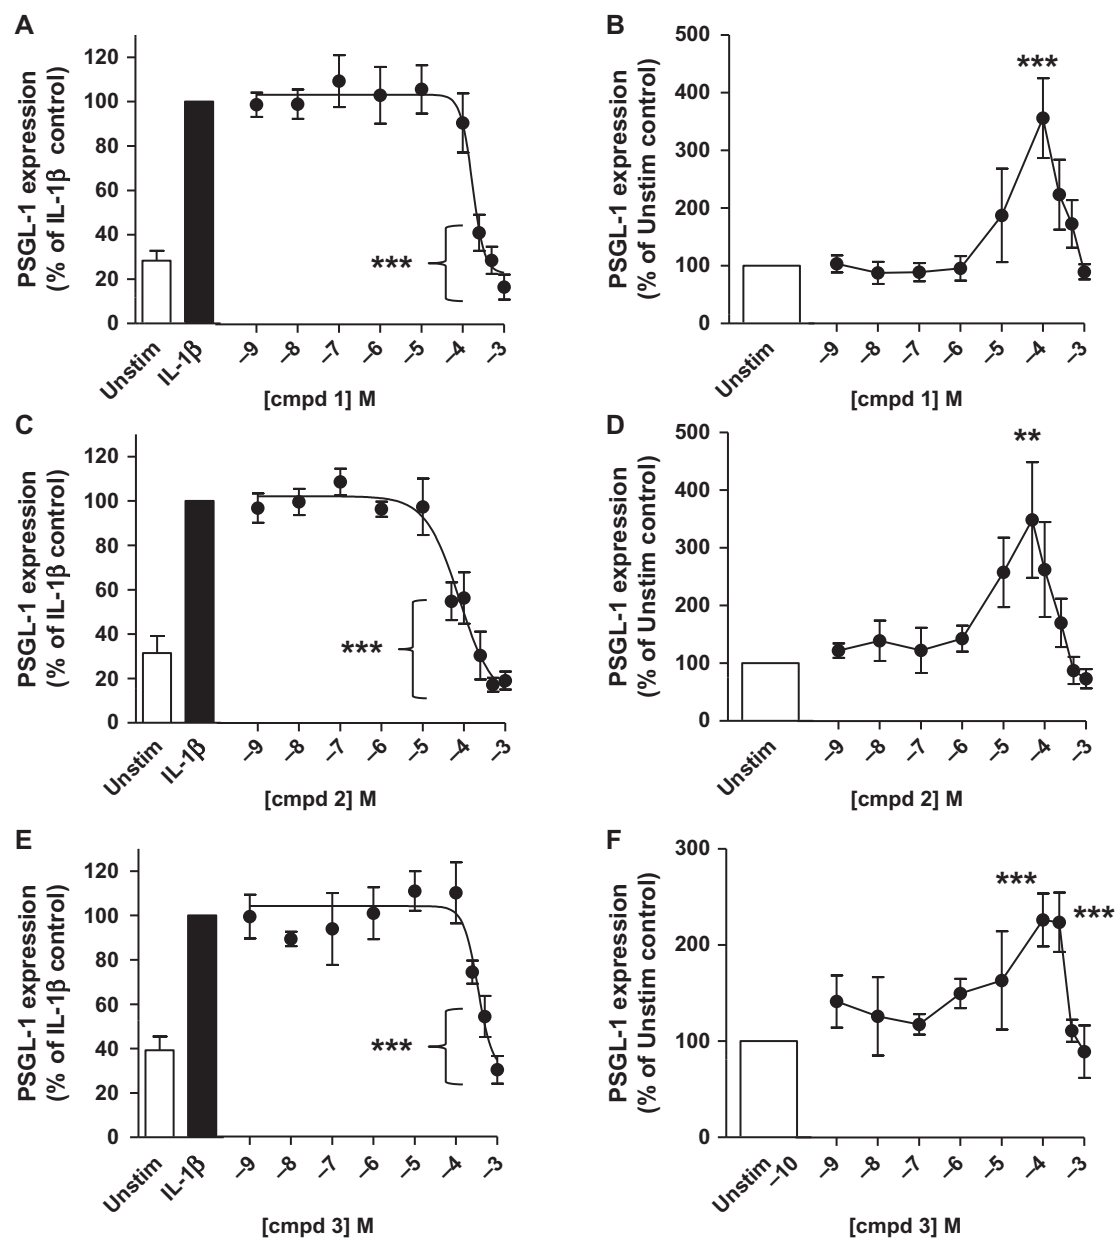 A
PSGL-1 expression
(% of IL-1β control)
120
100
80
60
40
20
0
***
Unstim
IL-1β
–9
–8
–7
–6
–5
–4
–3
[cmpd 1] M
B
PSGL-1 expression
(% of Unstim control)
500
400
300
200
100
0
***
Unstim
–9
–8
–7
–6
–5
–4
–3
[cmpd 1] M
C
PSGL-1 expression
(% of IL-1β control)
120
100
80
60
40
20
0
***
Unstim
IL-1β
–9
–8
–7
–6
–5
–4
–3
[cmpd 2] M
D
PSGL-1 expression
(% of Unstim control)
500
400
300
200
100
0
**
Unstim
–9
–8
–7
–6
–5
–4
–3
[cmpd 2] M
E
PSGL-1 expression
(% of IL-1β control)
120
100
80
60
40
20
0
***
Unstim
IL-1β
–9
–8
–7
–6
–5
–4
–3
[cmpd 3] M
F
PSGL-1 expression
(% of Unstim control)
300
200
100
0
***
***
Unstim
–10
–9
–8
–7
–6
–5
–4
–3
[cmpd 3] M